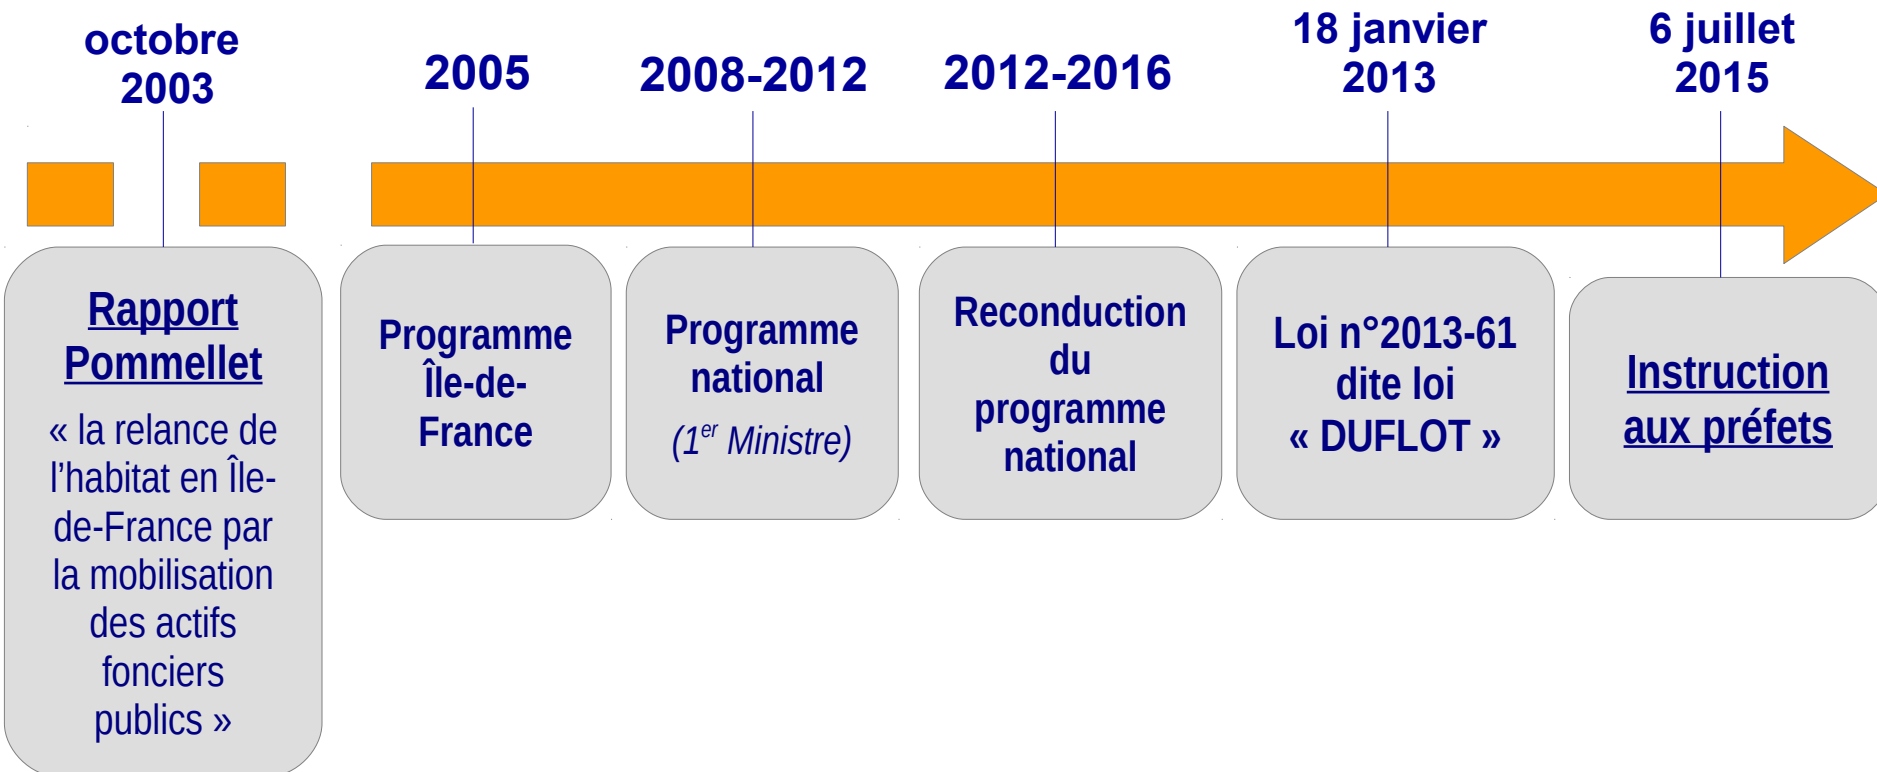 octobre
2003
2005
2008-2012
2012-2016
18 janvier
2013
6 juillet
2015
Rapport
Pommellet
« la relance de
l'habitat en Île-
de-France par
la mobilisation
des actifs
fonciers
publics »
Programme
Île-de-
France
Programme
national
(1er Ministre)
Reconduction
du
programme
national
Loi n°2013-61
dite loi
« DUFLOT »
Instruction
aux préfets